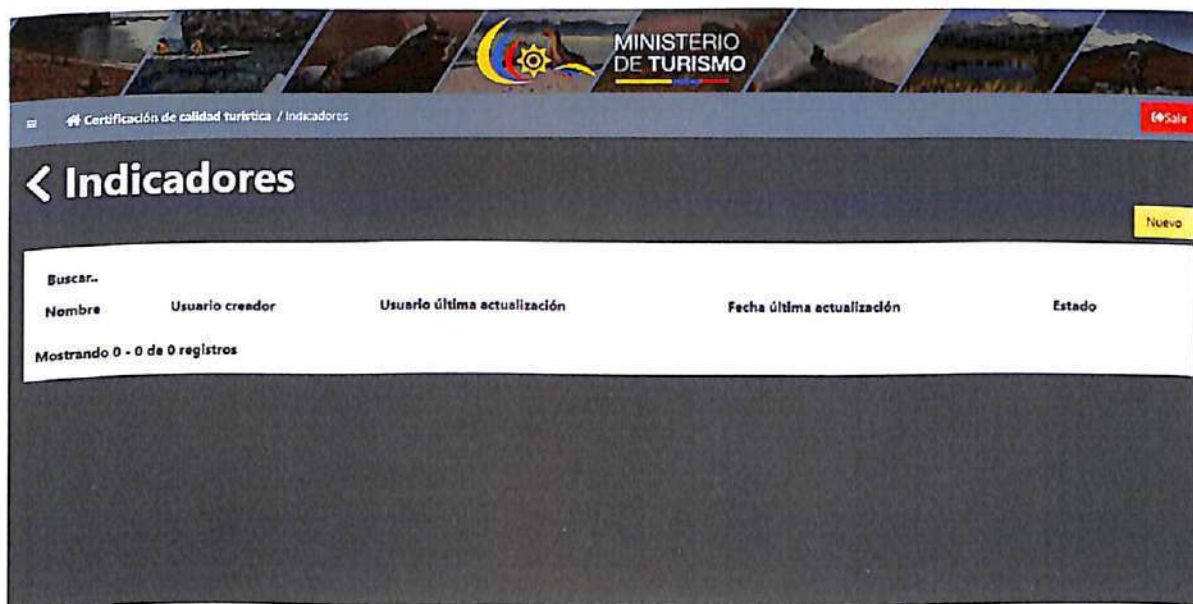 MINISTERIO
DE TURISMO
Certificación de calidad turística / Indicadores
Salir
Indicadores
Nuevo
Buscar..
Nombre Usuario creador Usuario última actualización Fecha última actualización Estado
Mostrando 0 - 0 de 0 registros